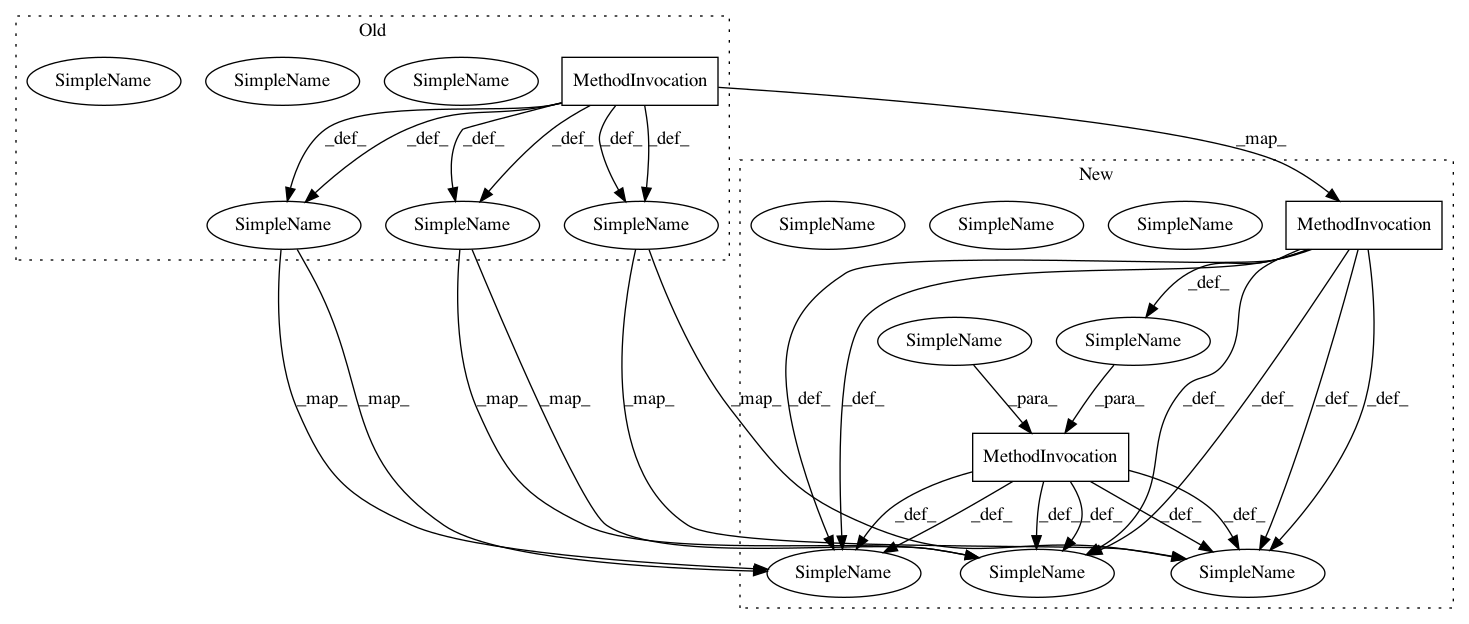 Old
SimpleName
SimpleName
SimpleName
MethodInvocation
_def_
_def_
_def_
_def_
_def_
_def_
_map_
New
SimpleName
SimpleName
SimpleName
SimpleName
SimpleName
SimpleName
MethodInvocation
_def_
SimpleName
SimpleName
_map_
_map_
_map_
_map_
_map_
_map_
_def_
_def_
_para_
_para_
_def_
_def_
_def_
_def_
MethodInvocation
_def_
_def_
_def_
_def_
_def_
_def_
SimpleName
SimpleName
SimpleName